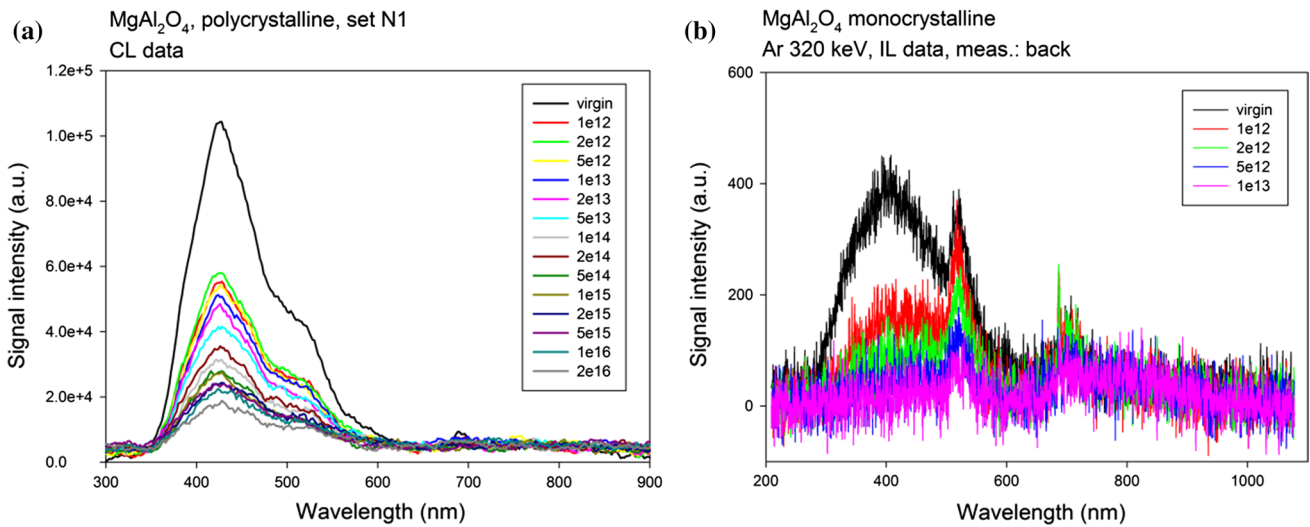 (a)
MgAl₂O₄, polycrystalline, set N1
CL data
Signal intensity (a.u.)
1.2e+5
1.0e+5
8.0e+4
6.0e+4
4.0e+4
2.0e+4
0.0
virgin
1e12
2e12
5e12
1e13
2e13
5e13
1e14
2e14
5e14
1e15
2e15
5e15
1e16
2e16
300 400 500 600 700 800 900
Wavelength (nm)
(b)
MgAl₂O₄ monocrystalline
Ar 320 keV, IL data, meas.: back
Signal intensity (a.u.)
600
400
200
0
virgin
1e12
2e12
5e12
1e13
200 400 600 800 1000
Wavelength (nm)